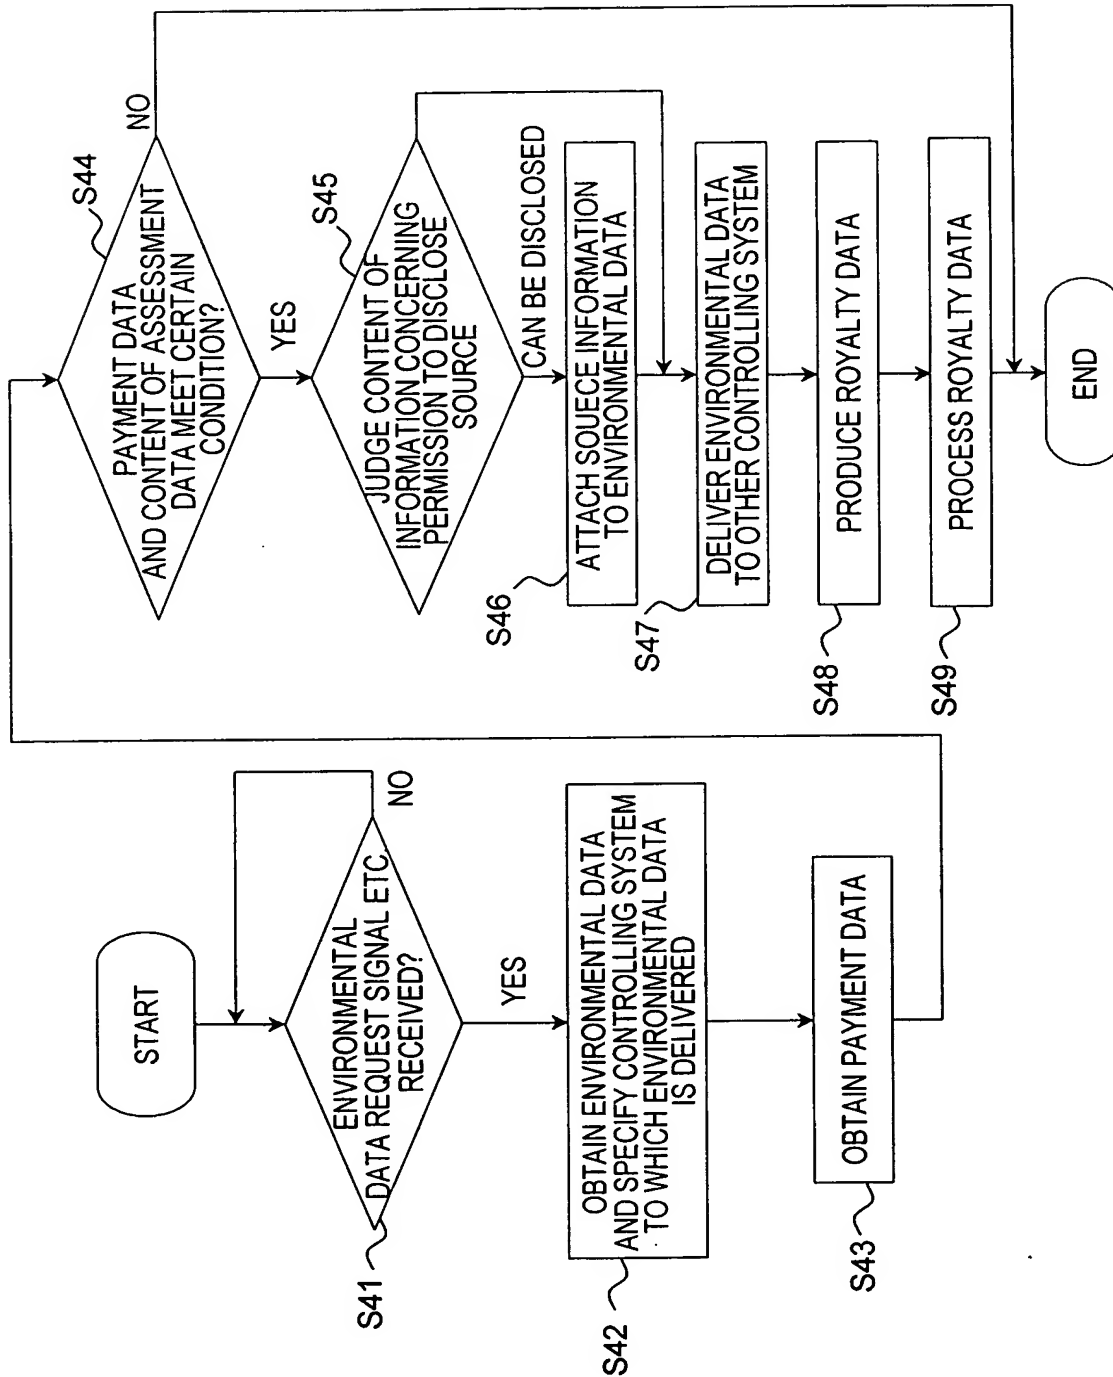 START
ENVIRONMENTAL
DATA REQUEST SIGNAL ETC
RECEIVED?
S41
NO
YES
OBTAIN ENVIRONMENTAL DATA
AND SPECIFY CONTROLLING SYSTEM
TO WHICH ENVIRONMENTAL DATA
IS DELIVERED
S42
OBTAIN PAYMENT DATA
S43
PAYMENT DATA
AND CONTENT OF ASSESSMENT
DATA MEET CERTAIN
CONDITION?
S44
NO
YES
JUDGE CONTENT OF
INFORMATION CONCERNING
PERMISSION TO DISCLOSE
SOURCE
S45
CAN BE DISCLOSED
ATTACH SOUECE INFORMATION
TO ENVIRONMENTAL DATA
S46
DELIVER ENVIRONMENTAL DATA
TO OTHER CONTROLLING SYSTEM
S47
PRODUCE ROYALTY DATA
S48
PROCESS ROYALTY DATA
S49
END